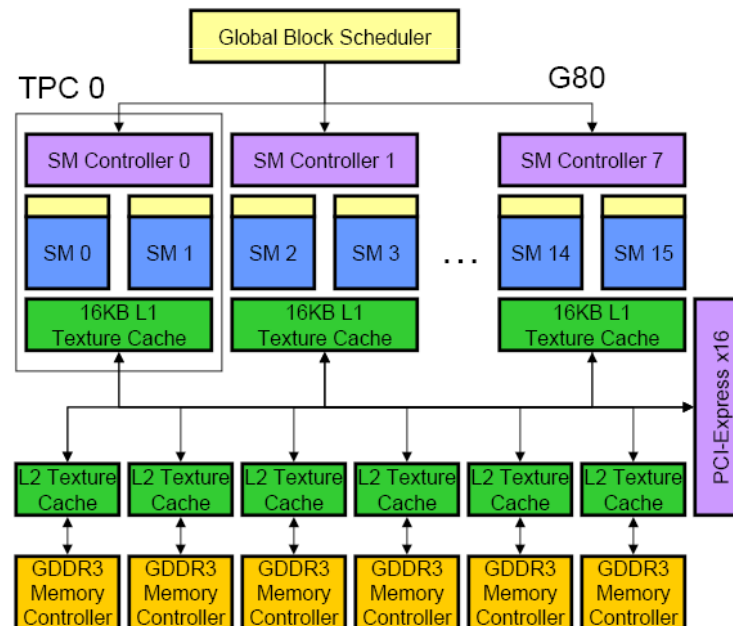 Global Block Scheduler
TPC 0
G80
SM Controller 0
SM Controller 1
SM Controller 7
SM 0
SM 1
SM 2
SM 3
...
SM 14
SM 15
16KB L1
Texture Cache
16KB L1
Texture Cache
16KB L1
Texture Cache
PCI-Express x16
L2 Texture
Cache
L2 Texture
Cache
L2 Texture
Cache
L2 Texture
Cache
L2 Texture
Cache
L2 Texture
Cache
GDDR3
Memory
Controller
GDDR3
Memory
Controller
GDDR3
Memory
Controller
GDDR3
Memory
Controller
GDDR3
Memory
Controller
GDDR3
Memory
Controller